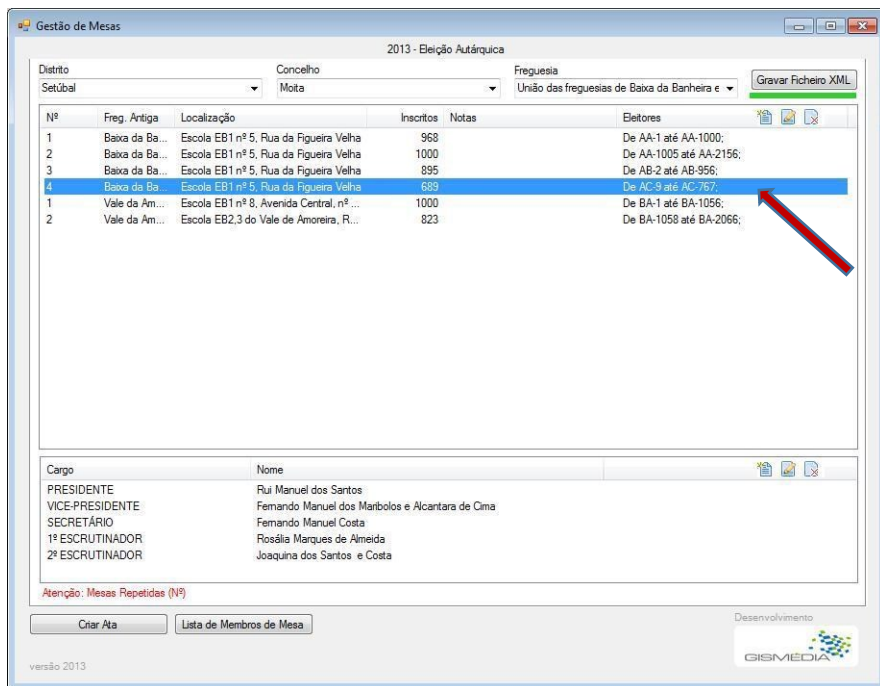 Gestão de Mesas
2013 - Eleição Autárquica
Distrito Concelho Freguesia
Setúbal Moita União das freguesias de Baixa da Banheira e Gravar Ficheiro XML
Nº Freg. Antiga Localização Inscritos Notas Eleitores
1 Baixa da Ba... Escola EB1 nº 5, Rua da Figueira Velha 968 De AA-1 até AA-1000;
2 Baixa da Ba... Escola EB1 nº 5, Rua da Figueira Velha 1000 De AA-1005 até AA-2156;
3 Baixa da Ba... Escola EB1 nº 5, Rua da Figueira Velha 895 De AB-2 até AB-956;
4 Baixa da Ba... Escola EB1 nº 5, Rua da Figueira Velha 689 De AC-9 até AC-767;
1 Vale da Am... Escola EB1 nº 8, Avenida Central, nº ... 1000 De BA-1 até BA-1056;
2 Vale da Am... Escola EB2,3 do Vale de Amoreira, R... 823 De BA-1058 até BA-2066;
Cargo Nome
PRESIDENTE Rui Manuel dos Santos
VICE-PRESIDENTE Fernando Manuel dos Maribolos e Alcantara de Cima
SECRETÁRIO Fernando Manuel Costa
1º ESCRUTINADOR Rosália Marques de Almeida
2º ESCRUTINADOR Joaquina dos Santos e Costa
Atenção: Mesas Repetidas (Nº)
Criar Ata Lista de Membros de Mesa Desenvolvimento
GISMÉDIA
versão 2013